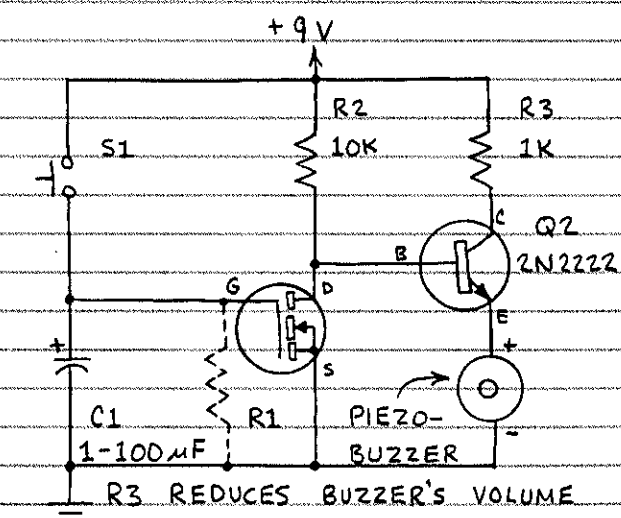 +9V
R2
10K
R3
1K
S1
C
Q2
2N2222
B
E
G
D
S
+
+
C1
1-100µF
R1
PIEZO-
BUZZER
-
R3 REDUCES BUZZER'S VOLUME